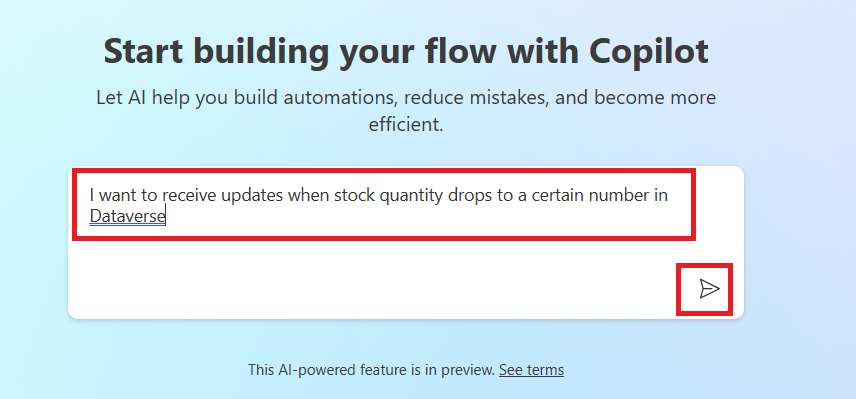 Start building your flow with Copilot
Let AI help you build automations, reduce mistakes, and become more
efficient.
I want to receive updates when stock quantity drops to a certain number in
Dataverse
This AI-powered feature is in preview. See terms